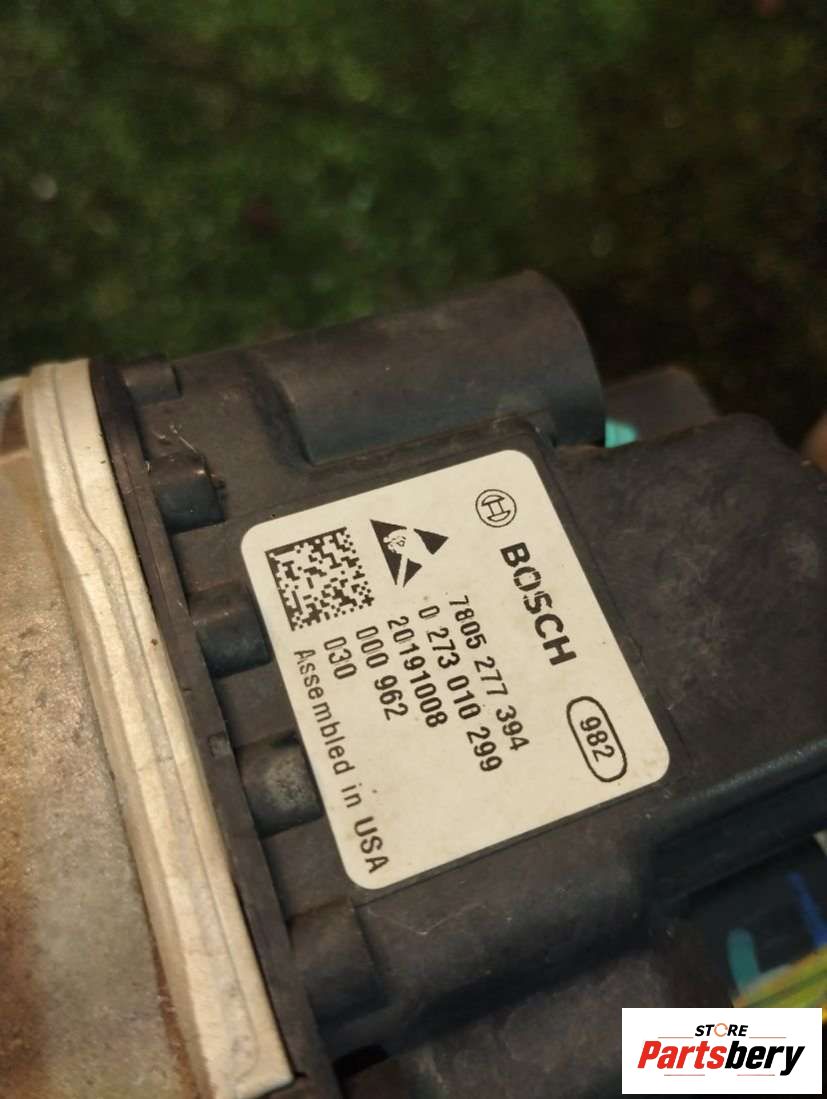 BOSCH
7805 277 394
0 273 010 299
20191008
000 962
030
Assembled in USA
982
STORE
Partsbery